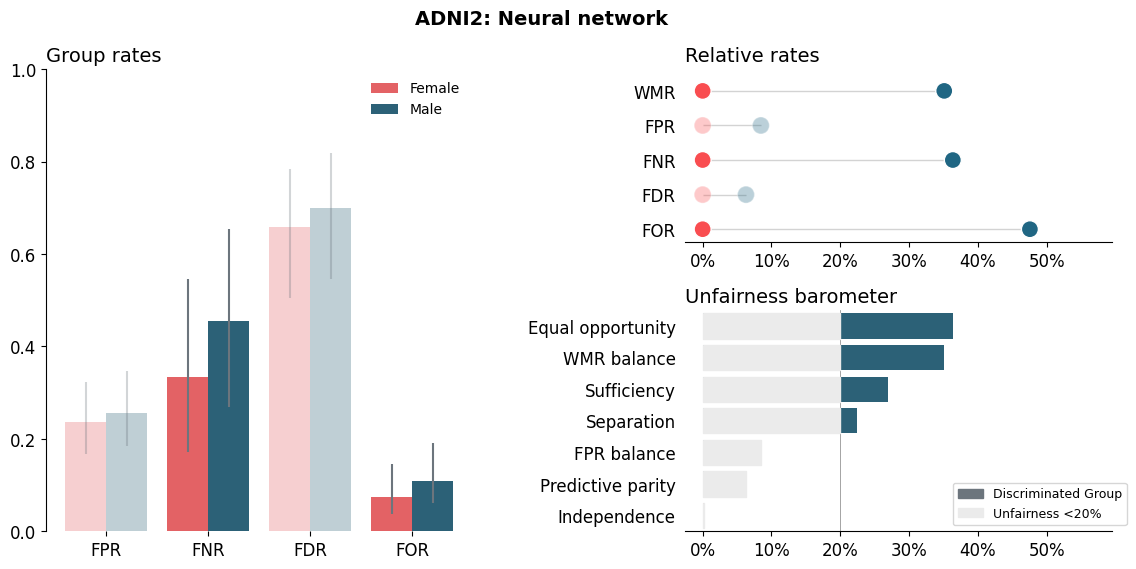 ADNI2: Neural network
Group rates
1.0
0.8
0.6
0.4
0.2
0.0
FPR FNR FDR FOR
Female
Male
Relative rates
WMR
FPR
FNR
FDR
FOR
0% 10% 20% 30% 40% 50%
Unfairness barometer
Equal opportunity
WMR balance
Sufficiency
Separation
FPR balance
Predictive parity
Independence
0% 10% 20% 30% 40% 50%
Discriminated Group
Unfairness <20%